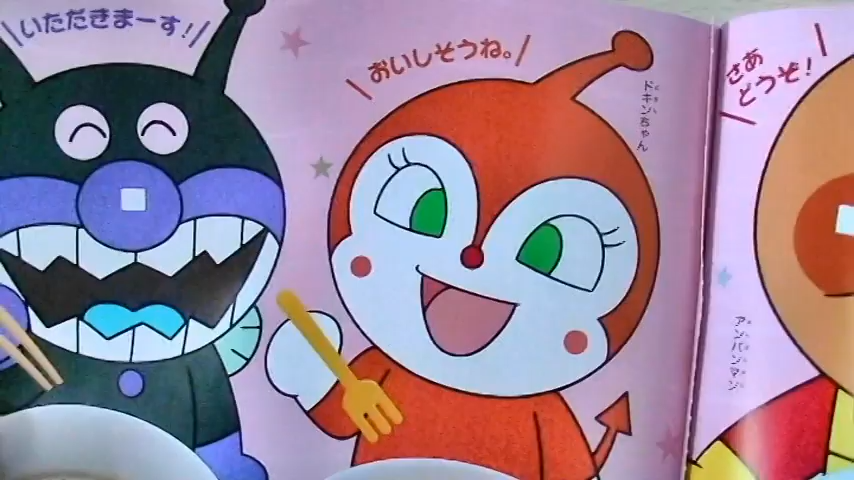 いただきまーす!
おいしそうね。
ドキンちゃん
さあ
どうぞ!
アンパンマン